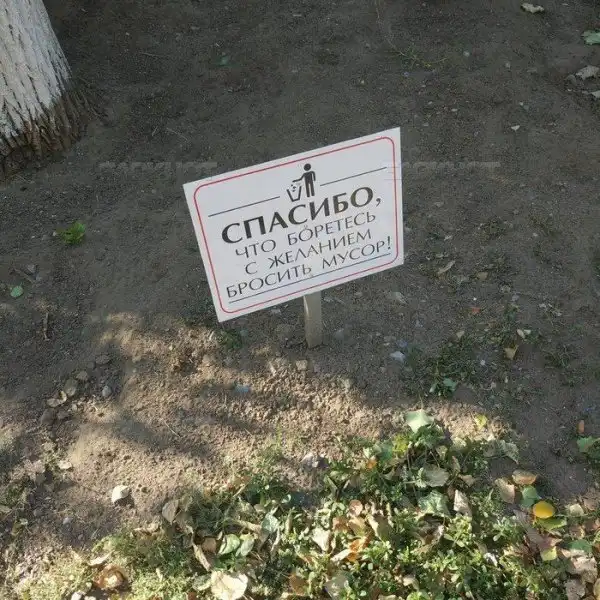 СПАСИБО,
ЧТО БОРЕТЕСЬ
С ЖЕЛАНИЕМ
БРОСИТЬ МУСОР!